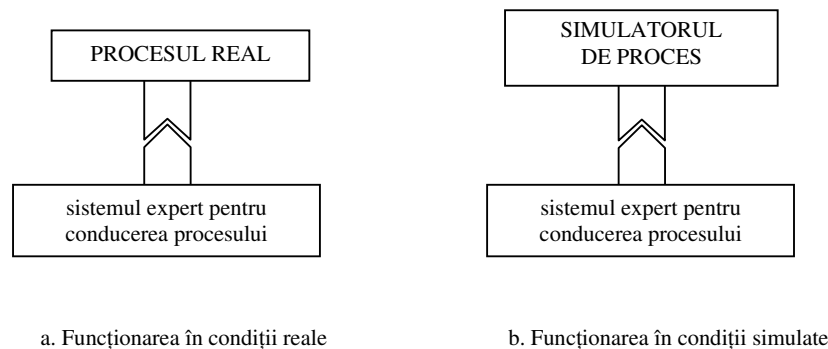 PROCESUL REAL
sistemul expert pentru
conducerea procesului
a. Funcționarea în condiții reale
SIMULATORUL
DE PROCES
sistemul expert pentru
conducerea procesului
b. Funcționarea în condiții simulate